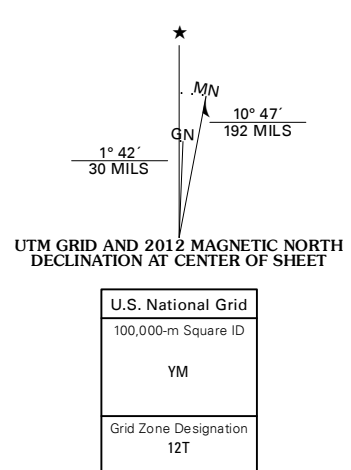 ★
MN
GN
10° 47´
192 MILS
1° 42´
30 MILS
UTM GRID AND 2012 MAGNETIC NORTH
DECLINATION AT CENTER OF SHEET
U.S. National Grid
100,000-m Square ID
YM
Grid Zone Designation
12T